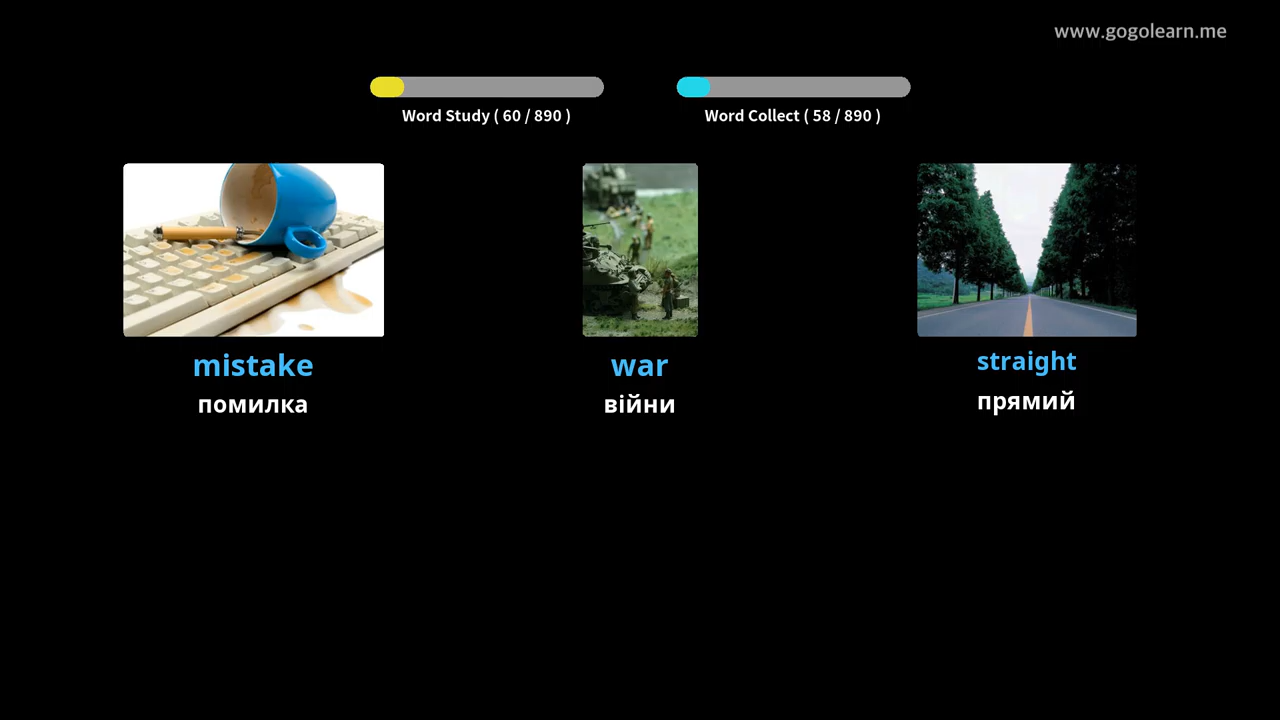 www.gogolearn.me
Word Study ( 60 / 890 )
Word Collect ( 58 / 890 )
mistake
помилка
war
війни
straight
прямий